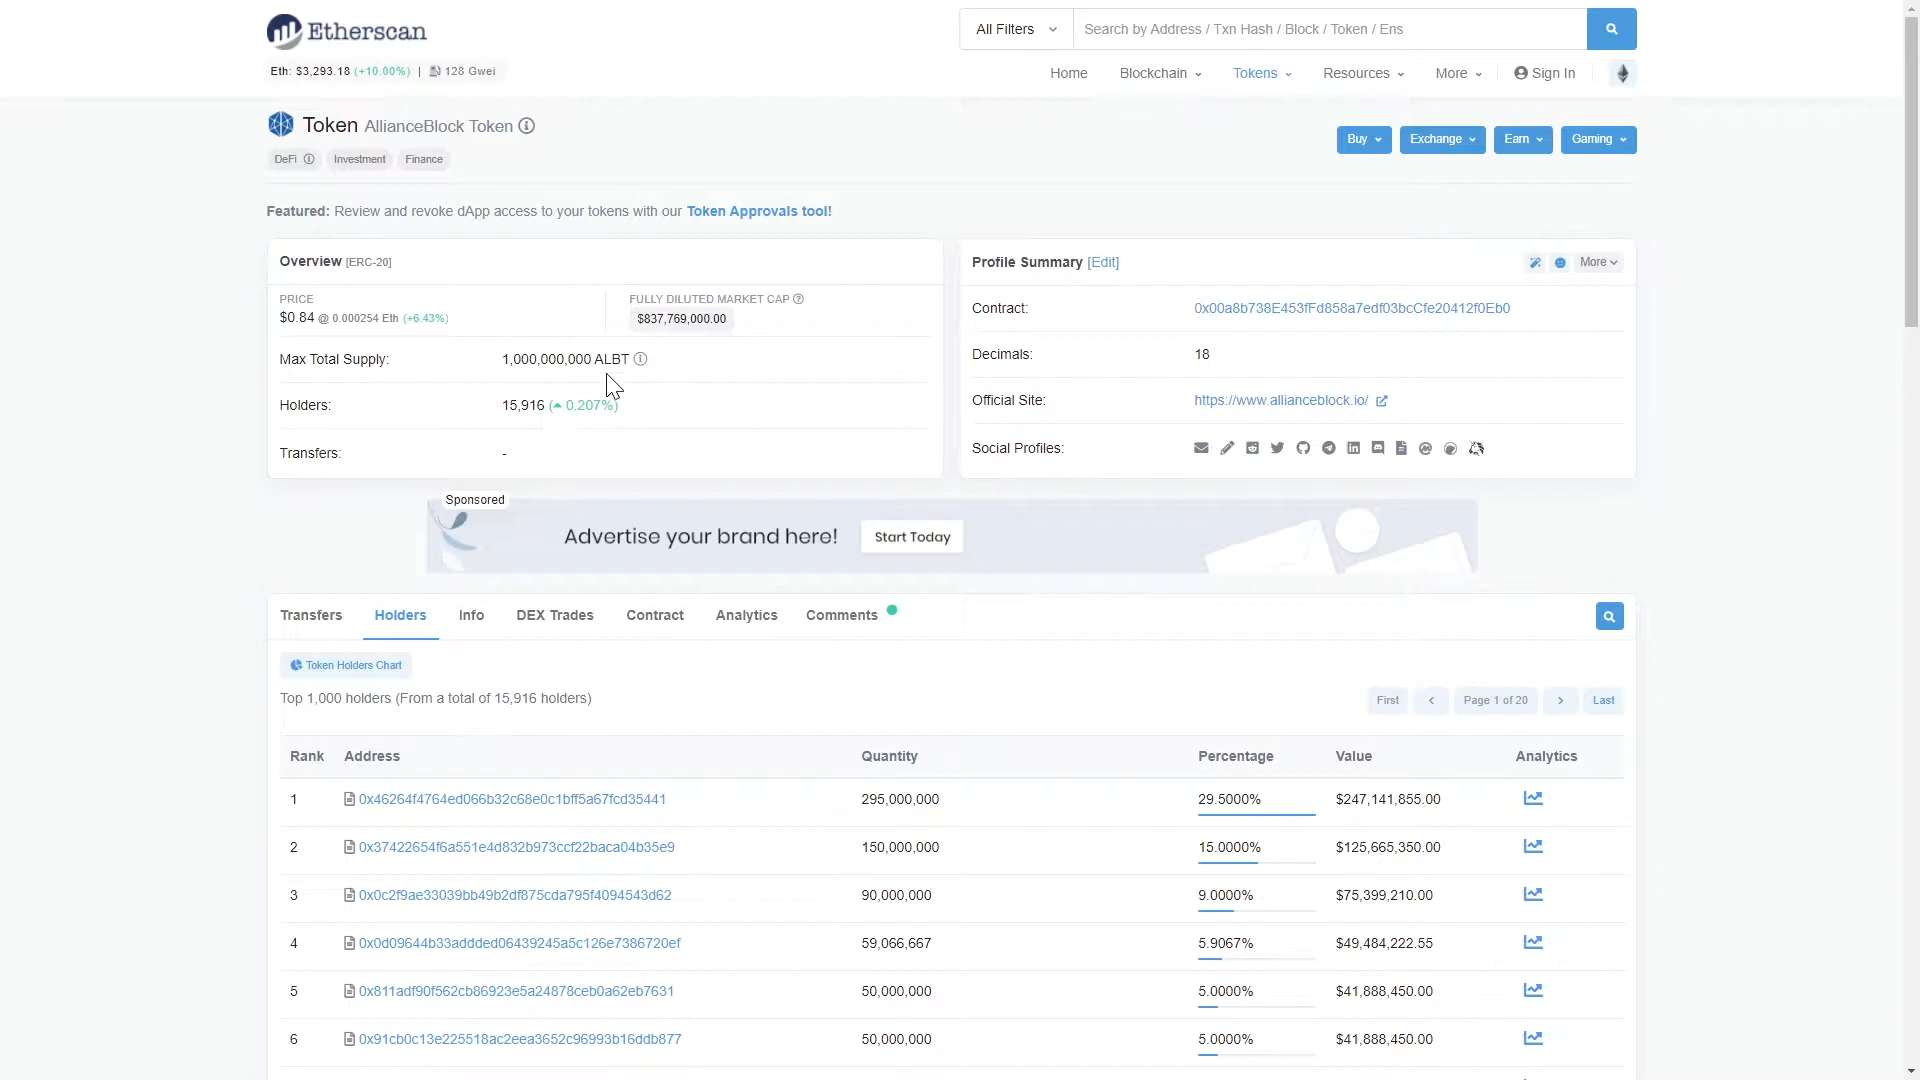 Etherscan
All Filters
Search by Address / Txn Hash / Block / Token / Ens
Eth: $3,293.18 (+10.00%) | 128 Gwei
Home Blockchain Tokens Resources More Sign In
Token AllianceBlock Token
Buy Exchange Earn Gaming
DeFi Investment Finance
Featured: Review and revoke dApp access to your tokens with our Token Approvals tool!
Overview [ERC-20]
PRICE
$0.84 @ 0.000254 Eth (+6.43%)
FULLY DILUTED MARKET CAP
$837,769,000.00
Max Total Supply: 1,000,000,000 ALBT
Holders: 15,916 (0.207%)
Transfers: -
Profile Summary [Edit]
More
Contract: 0x00a8b738E453fFd858a7edf03bcCfe20412f0Eb0
Decimals: 18
Official Site: https://www.allianceblock.io/
Social Profiles:
Sponsored
Advertise your brand here! Start Today
Transfers Holders Info DEX Trades Contract Analytics Comments
Token Holders Chart
Top 1,000 holders (From a total of 15,916 holders)
First Page 1 of 20 Last
Rank Address Quantity Percentage Value Analytics
1 0x46264f4764ed066b32c68e0c1bff5a67fcd35441 295,000,000 29.5000% $247,141,855.00
2 0x37422654f6a551e4d832b973ccf22baca04b35e9 150,000,000 15.0000% $125,665,350.00
3 0x0c2f9ae33039bb49b2df875cda795f4094543d62 90,000,000 9.0000% $75,399,210.00
4 0x0d09644b33addded06439245a5c126e7386720ef 59,066,667 5.9067% $49,484,222.55
5 0x811adf90f562cb86923e5a24878ceb0a62eb7631 50,000,000 5.0000% $41,888,450.00
6 0x91cb0c13e225518ac2eea3652c96993b16ddb877 50,000,000 5.0000% $41,888,450.00